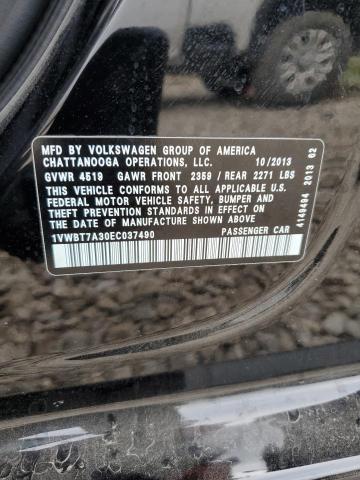 MFD BY VOLKSWAGEN GROUP OF AMERICA
CHATTANOOGA OPERATIONS, LLC. 10/2013
GVWR 4519 GAWR FRONT 2359 / REAR 2271 LBS
THIS VEHICLE CONFORMS TO ALL APPLICABLE U.S.
FEDERAL MOTOR VEHICLE SAFETY, BUMPER, AND
THEFT PREVENTION STANDARDS IN EFFECT ON
THE DATE OF MANUFACTURE SHOWN ABOVE.
1VWBT7A30EC037490 PASSENGER CAR
4149494 2013 02